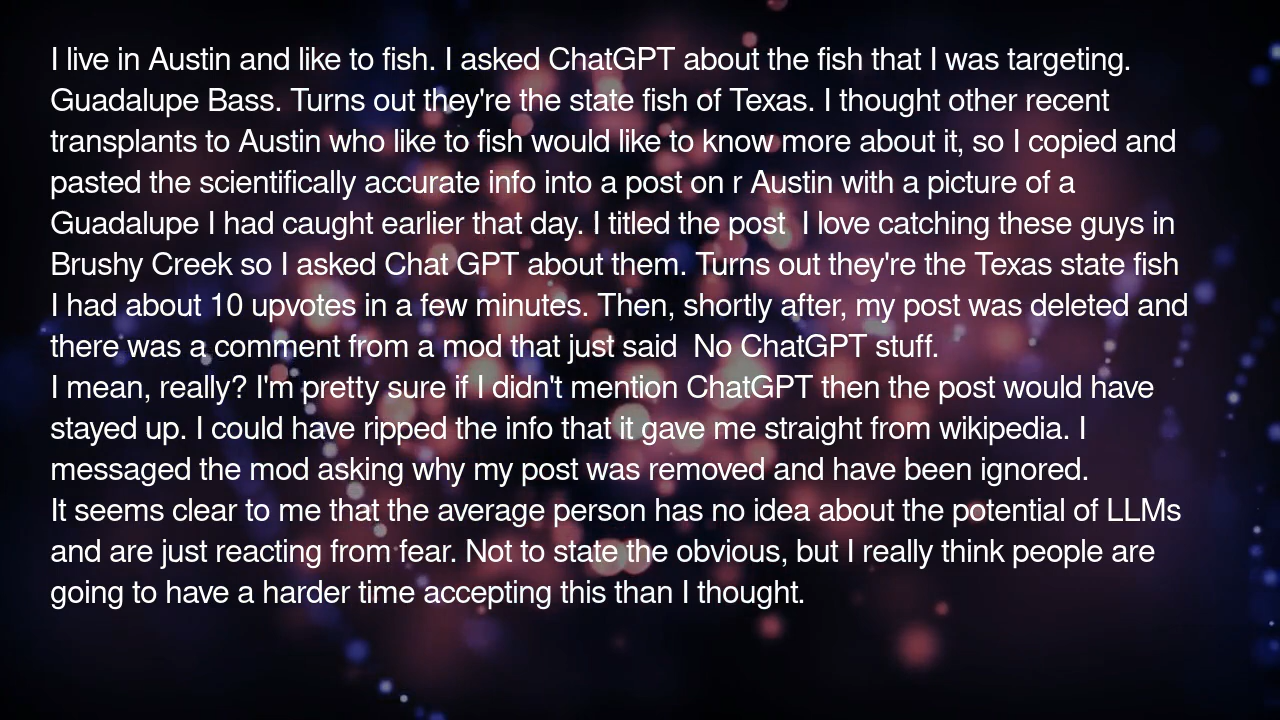 I live in Austin and like to fish. I asked ChatGPT about the fish that I was targeting.
Guadalupe Bass. Turns out they're the state fish of Texas. I thought other recent
transplants to Austin who like to fish would like to know more about it, so I copied and
pasted the scientifically accurate info into a post on r Austin with a picture of a
Guadalupe I had caught earlier that day. I titled the post  I love catching these guys in
Brushy Creek so I asked Chat GPT about them. Turns out they're the Texas state fish
I had about 10 upvotes in a few minutes. Then, shortly after, my post was deleted and
there was a comment from a mod that just said  No ChatGPT stuff.
I mean, really? I'm pretty sure if I didn't mention ChatGPT then the post would have
stayed up. I could have ripped the info that it gave me straight from wikipedia. I
messaged the mod asking why my post was removed and have been ignored.
It seems clear to me that the average person has no idea about the potential of LLMs
and are just reacting from fear. Not to state the obvious, but I really think people are
going to have a harder time accepting this than I thought.